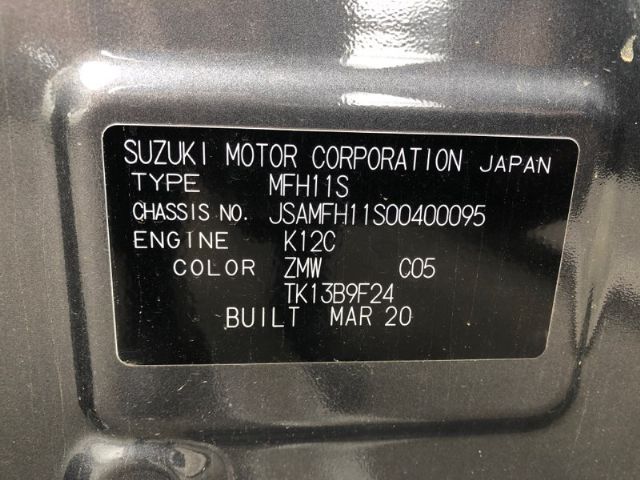 SUZUKI MOTOR CORPORATION JAPAN
TYPE MFH11S
CHASSIS NO. JSAMFH11S00400095
ENGINE K12C
COLOR ZMW C05
TK13B9F24
BUILT MAR 20